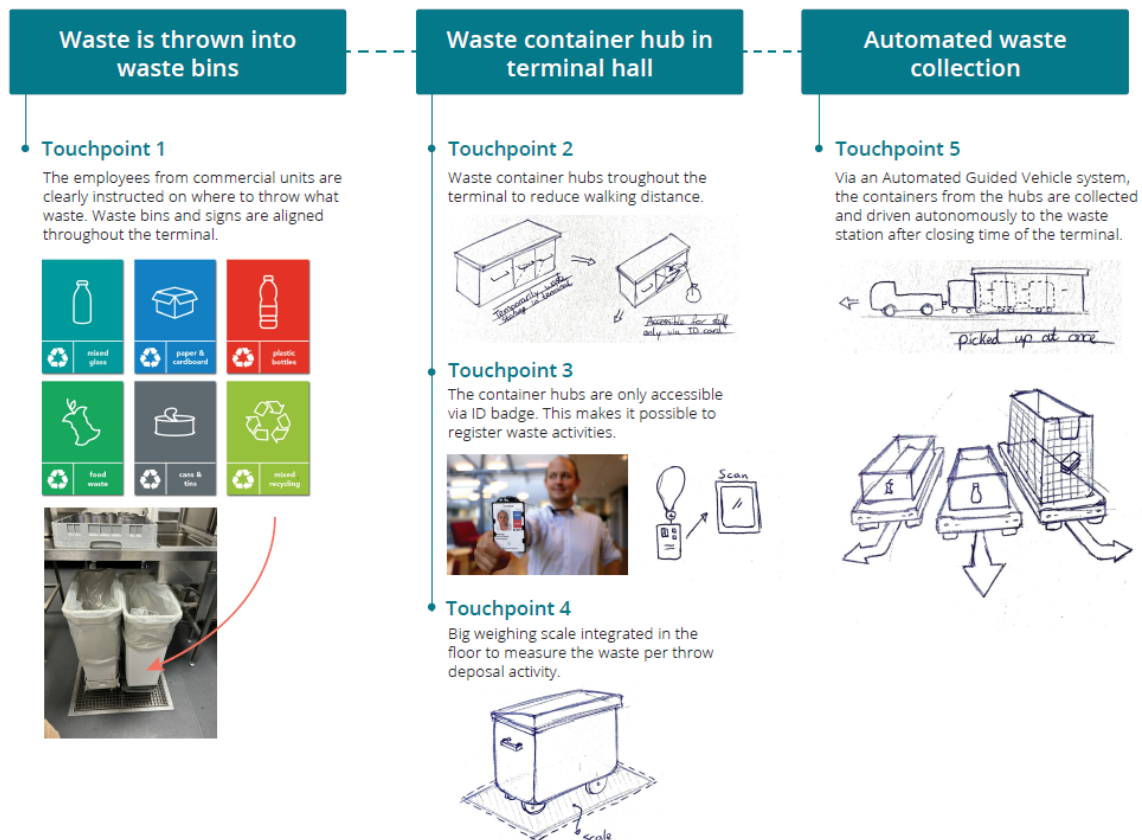 Waste is thrown into
waste bins
Waste container hub in
terminal hall
Automated waste
collection
Touchpoint 1
The employees from commercial units are
clearly instructed on where to throw what
waste. Waste bins and signs are aligned
throughout the terminal.
mixed
glass
paper &
cardboard
plastic
bottles
food
waste
cans &
tins
mixed
recycling
Touchpoint 2
Waste container hubs troughout the
terminal to reduce walking distance.
Temporarily waste
in terminal
Accessible for staff
only via ID card
Touchpoint 3
The container hubs are only accessible
via ID badge. This makes it possible to
register waste activities.
Scan
Touchpoint 4
Big weighing scale integrated in the
floor to measure the waste per throw
deposal activity.
scale
Touchpoint 5
Via an Automated Guided Vehicle system,
the containers from the hubs are collected
and driven autonomously to the waste
station after closing time of the terminal.
picked up at once